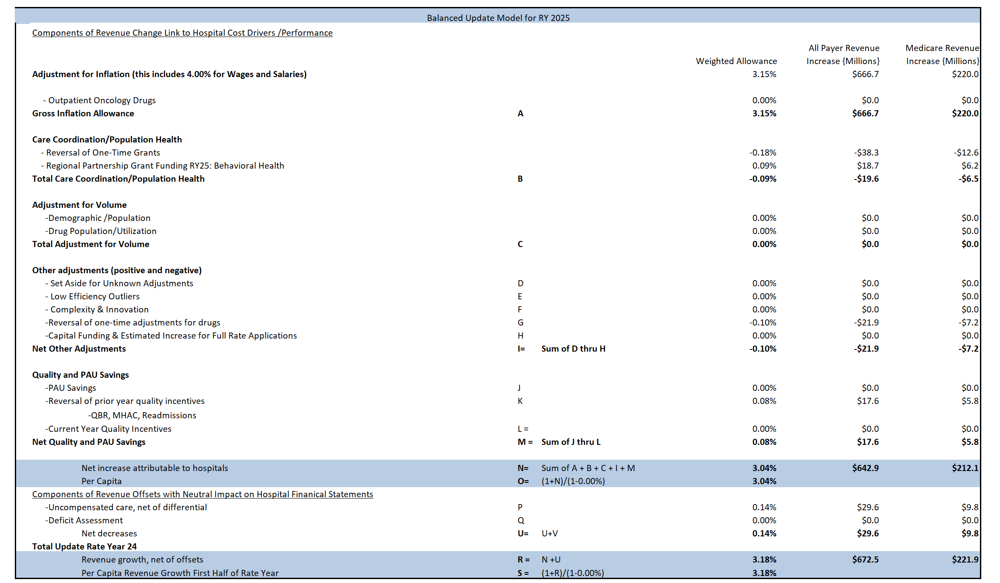 Balanced Update Model for RY 2025
Components of Revenue Change Link to Hospital Cost Drivers /Performance
All Payer Revenue Medicare Revenue
Weighted Allowance Increase {Millions} Increase {Millions}
Adjustment for Inflation (this includes 4.00% for Wages and Salaries) 3.15% $666.7 $220.0
- Outpatient Oncology Drugs 0.00% $0.0 $0.0
Gross Inflation Allowance A 3.15% $666.7 $220.0
Care Coordination/Population Health
- Reversal of One-Time Grants -0.18% -$38.3 -$12.6
- Regional Partnership Grant Funding RY25: Behavioral Health 0.09% $18.7 $6.2
Total Care Coordination/Population Health B -0.09% -$19.6 -$6.5
Adjustment for Volume
-Demographic /Population 0.00% $0.0 $0.0
-Drug Population/Utilization 0.00% $0.0 $0.0
Total Adjustment for Volume C 0.00% $0.0 $0.0
Other adjustments (positive and negative)
- Set Aside for Unknown Adjustments D 0.00% $0.0 $0.0
- Low Efficiency Outliers E 0.00% $0.0 $0.0
- Complexity & Innovation F 0.00% $0.0 $0.0
-Reversal of one-time adjustments for drugs G -0.10% -$21.9 -$7.2
-Capital Funding & Estimated Increase for Full Rate Applications H 0.00% $0.0 $0.0
Net Other Adjustments I= Sum of D thru H -0.10% -$21.9 -$7.2
Quality and PAU Savings
-PAU Savings J 0.00% $0.0 $0.0
-Reversal of prior year quality incentives K 0.08% $17.6 $5.8
-QBR, MHAC, Readmissions
-Current Year Quality Incentives L = 0.00% $0.0 $0.0
Net Quality and PAU Savings M = Sum of J thru L 0.08% $17.6 $5.8
Net increase attributable to hospitals N= Sum of A + B + C + I + M 3.04% $642.9 $212.1
Per Capita O= (1+N)/(1-0.00%) 3.04%
Components of Revenue Offsets with Neutral Impact on Hospital Finanical Statements
-Uncompensated care, net of differential P 0.14% $29.6 $9.8
-Deficit Assessment Q 0.00% $0.0 $0.0
Net decreases U= U+V 0.14% $29.6 $9.8
Total Update Rate Year 24
Revenue growth, net of offsets R = N +U 3.18% $672.5 $221.9
Per Capita Revenue Growth First Half of Rate Year S = (1+R)/(1-0.00%) 3.18%